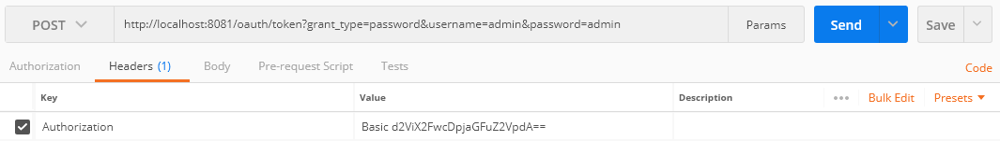 POST http://localhost:8081/oauth/token?grant_type=password&username=admin&password=admin Params Send Save
Authorization Headers (1) Body Pre-request Script Tests Code
Key Value Description ••• Bulk Edit Presets
Authorization Basic d2ViX2FwcDpjaGFuZ2VpdA==